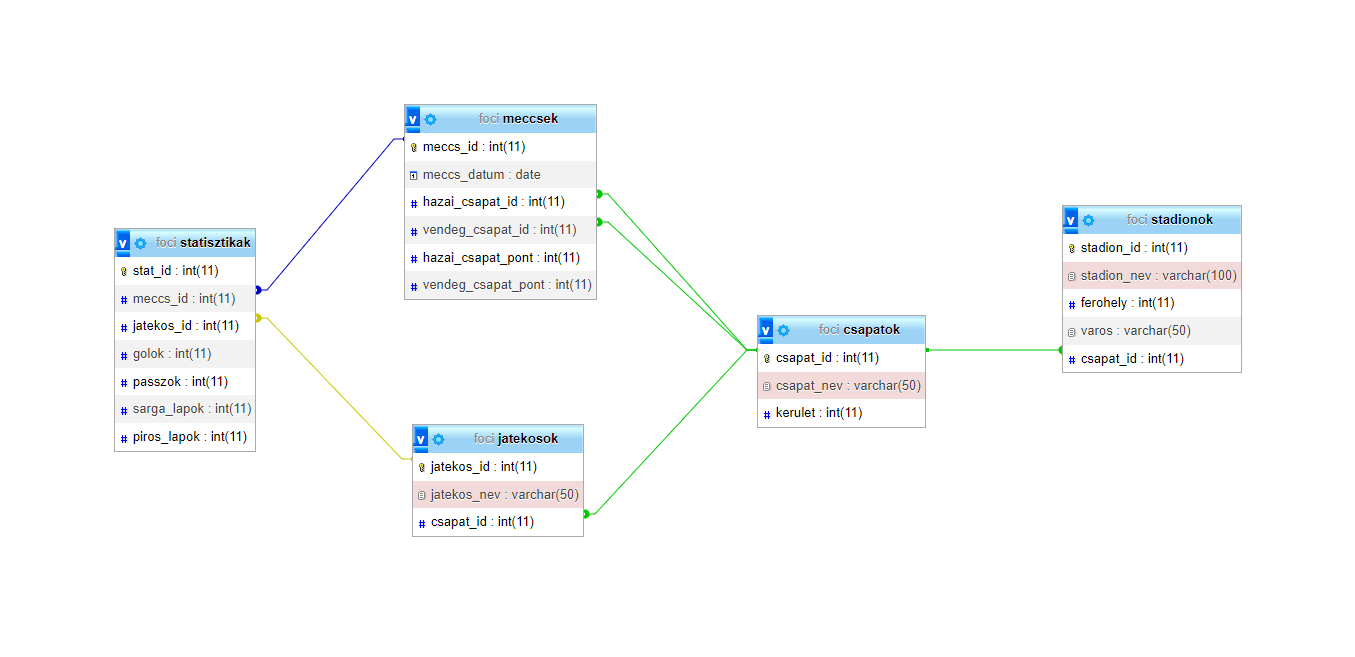 v foci meccsek
meccs_id : int(11)
meccs_datum : date
hazai_csapat_id : int(11)
vendeg_csapat_id : int(11)
hazai_csapat_pont : int(11)
vendeg_csapat_pont : int(11)
v foci statisztikak
stat_id : int(11)
# meccs_id : int(11)
# jatekos_id : int(11)
# golok : int(11)
# passzok : int(11)
# sarga_lapok : int(11)
# piros_lapok : int(11)
v foci jatekosok
jatekos_id : int(11)
jatekos_nev : varchar(50)
# csapat_id : int(11)
v foci csapatok
csapat_id : int(11)
csapat_nev : varchar(50)
# kerulet : int(11)
v foci stadionok
stadion_id : int(11)
stadion_nev : varchar(100)
# ferohely : int(11)
varos : varchar(50)
# csapat_id : int(11)